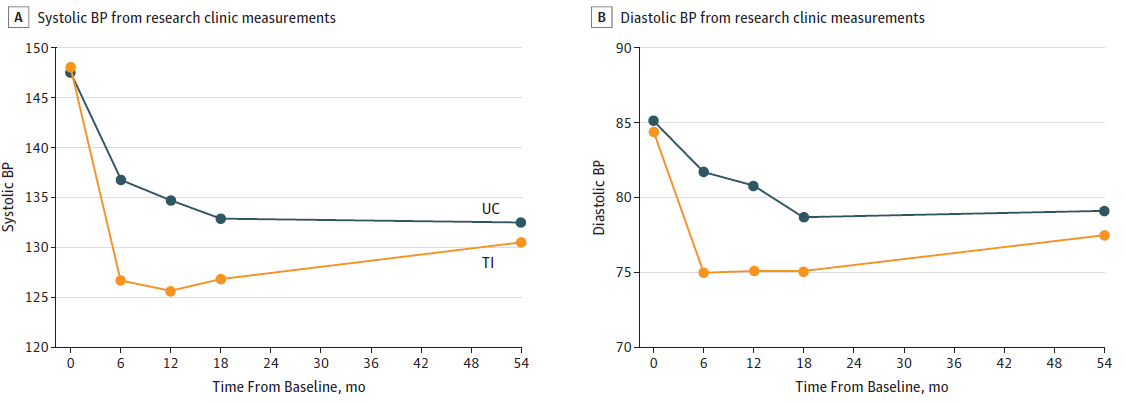 A Systolic BP from research clinic measurements
150
145
140
135
130
125
120
Systolic BP
UC
TI
0 6 12 18 24 30 36 42 48 54
Time From Baseline, mo
B Diastolic BP from research clinic measurements
90
85
80
75
70
Diastolic BP
0 6 12 18 24 30 36 42 48 54
Time From Baseline, mo